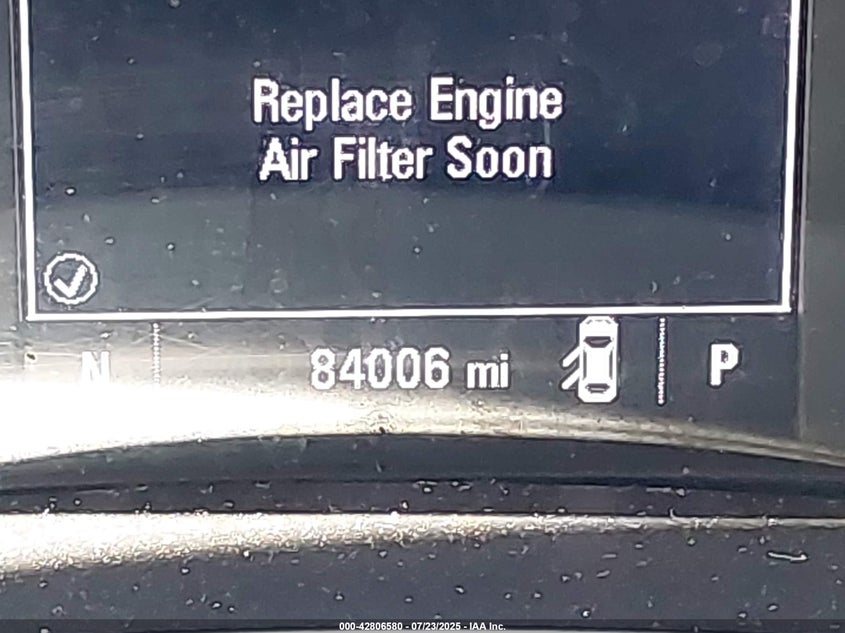 Replace Engine
Air Filter Soon
N 84006 mi P
000-42806580 - 07/23/2025 - IAA Inc.